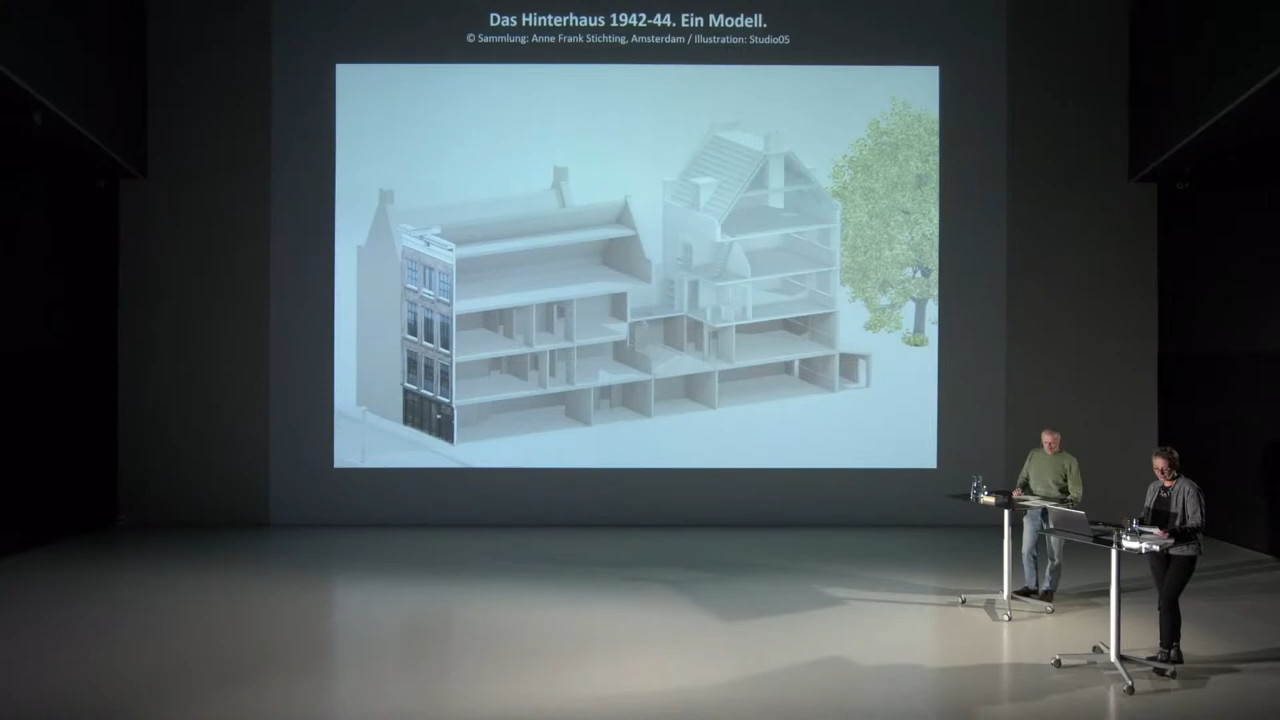 Das Hinterhaus 1942-44. Ein Modell.
© Sammlung: Anne Frank Stichting, Amsterdam / Illustration: Studio05